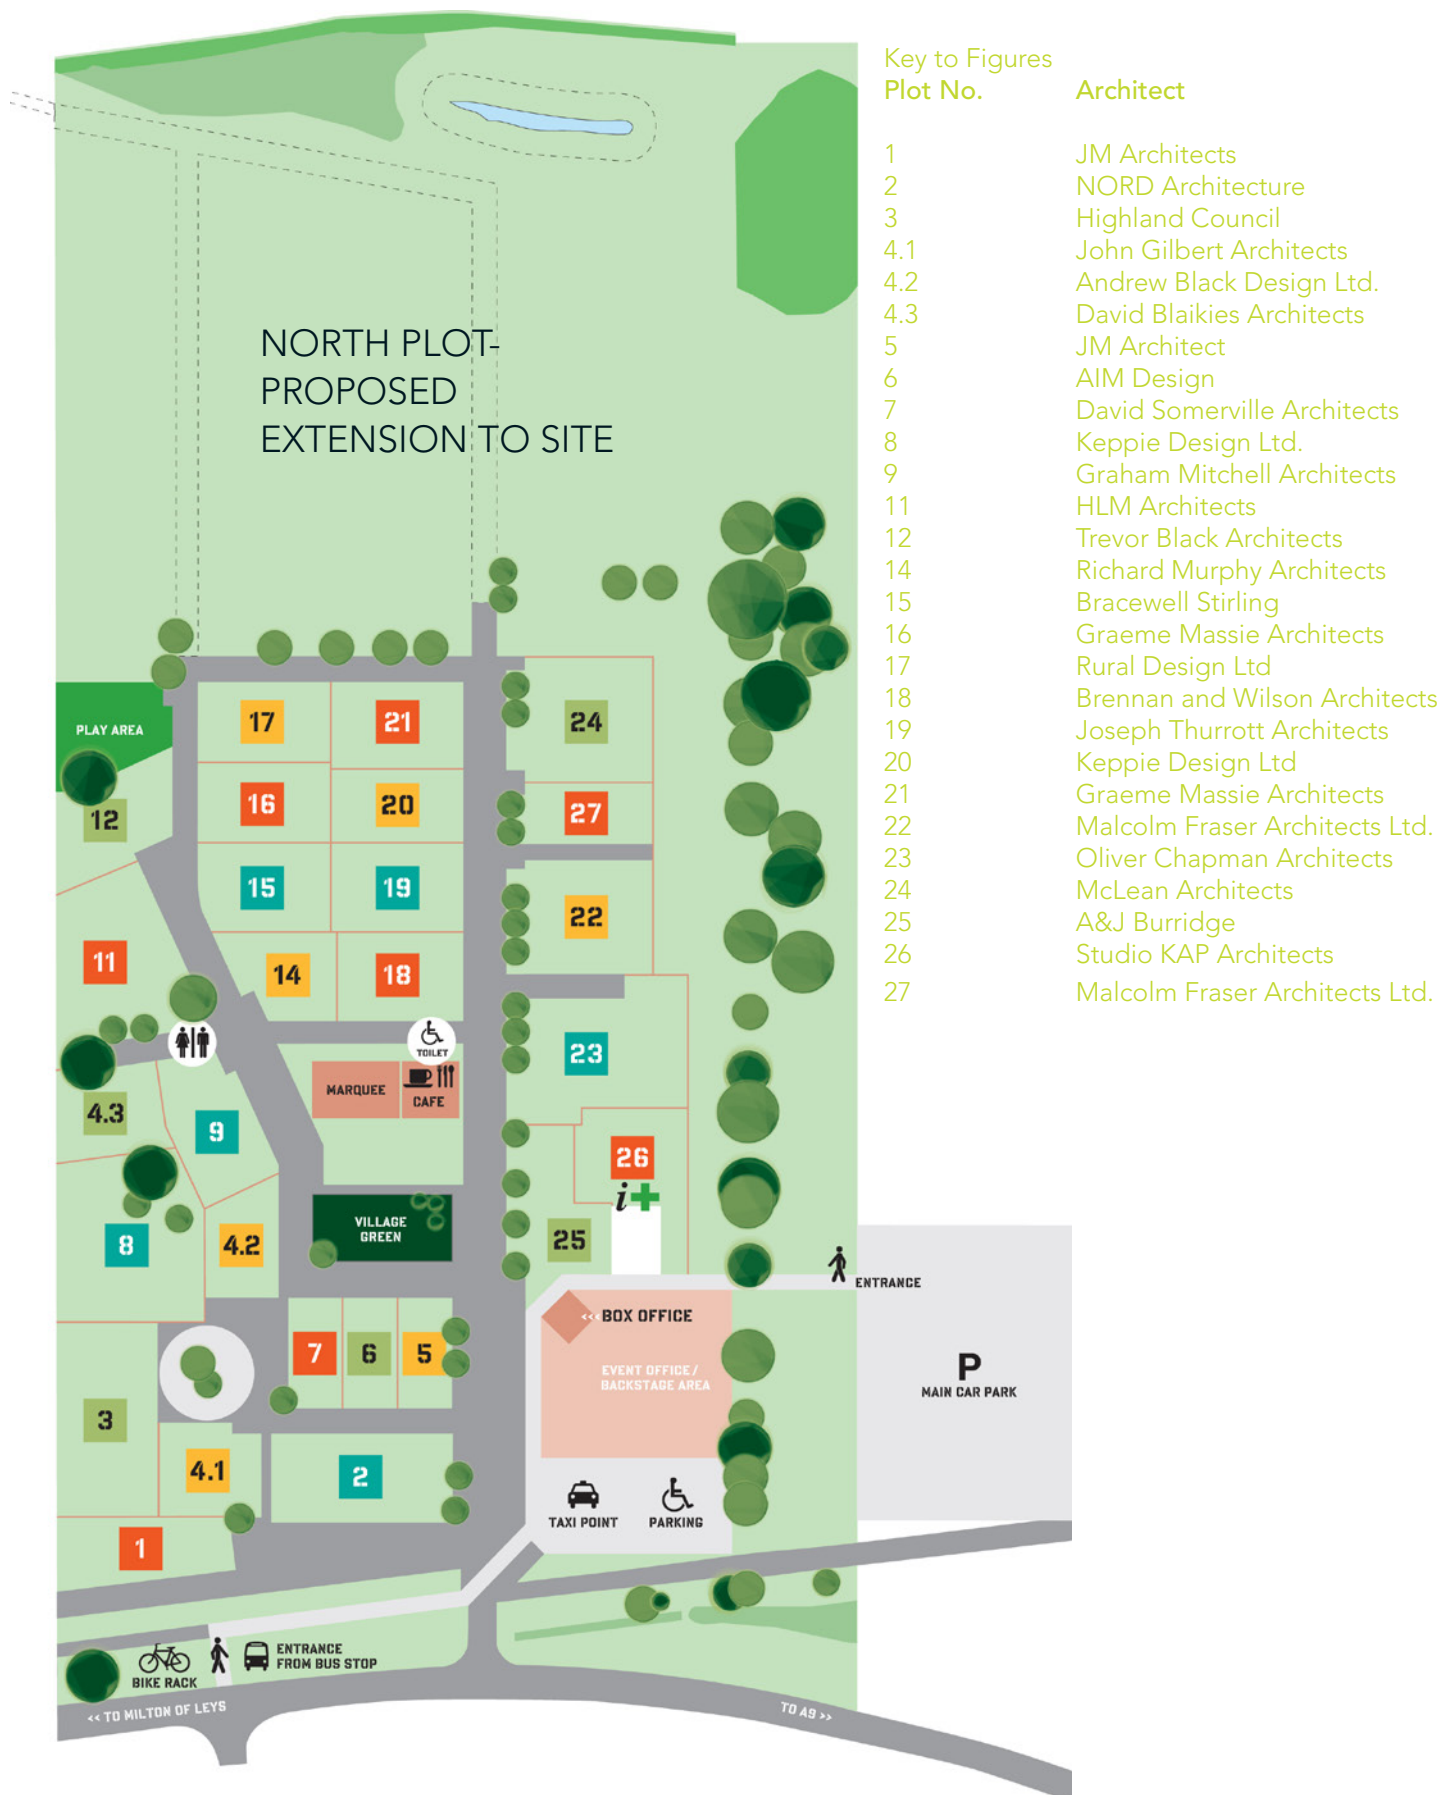 Key to Figures
Plot No. Architect
1 JM Architects
2 NORD Architecture
3 Highland Council
4.1 John Gilbert Architects
4.2 Andrew Black Design Ltd.
4.3 David Blaikies Architects
5 JM Architect
6 AIM Design
7 David Somerville Architects
8 Keppie Design Ltd.
9 Graham Mitchell Architects
11 HLM Architects
12 Trevor Black Architects
14 Richard Murphy Architects
15 Bracewell Stirling
16 Graeme Massie Architects
17 Rural Design Ltd
18 Brennan and Wilson Architects
19 Joseph Thurrott Architects
20 Keppie Design Ltd
21 Graeme Massie Architects
22 Malcolm Fraser Architects Ltd.
23 Oliver Chapman Architects
24 McLean Architects
25 A&J Burridge
26 Studio KAP Architects
27 Malcolm Fraser Architects Ltd.
NORTH PLOT-
PROPOSED
EXTENSION TO SITE
PLAY AREA
17
21
24
16
20
27
12
15
19
22
11
14
18
TOILET
23
MARQUEE
CAFE
4.3
9
26
i
VILLAGE
GREEN
8
4.2
25
ENTRANCE
<<< BOX OFFICE
7
6
5
EVENT OFFICE /
BACKSTAGE AREA
P
MAIN CAR PARK
3
4.1
2
TAXI POINT
PARKING
1
ENTRANCE
FROM BUS STOP
BIKE RACK
<< TO MILTON OF LEYS
TO A9 >>